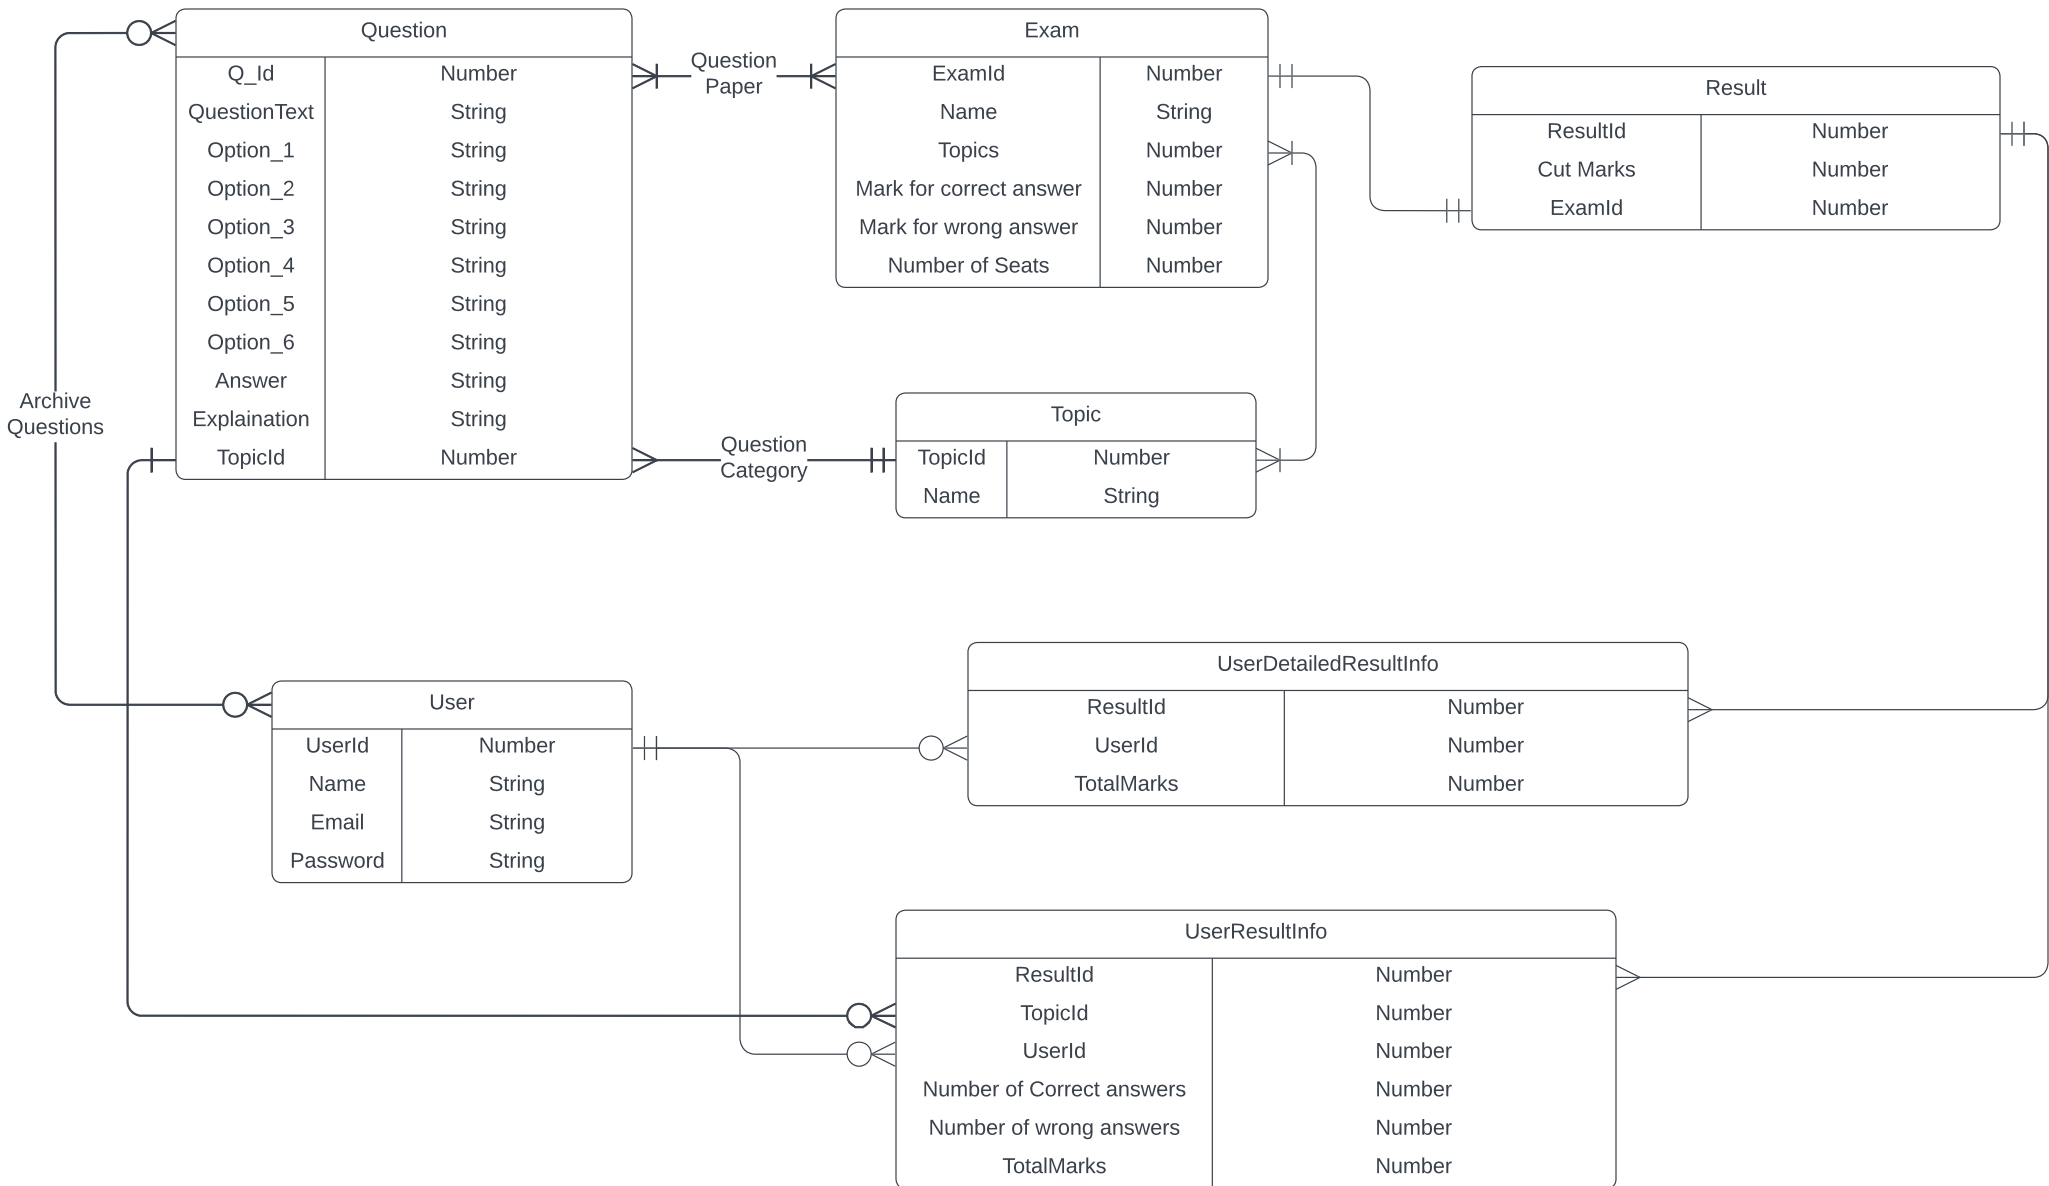 Question
Q_Id Number
QuestionText String
Option_1 String
Option_2 String
Option_3 String
Option_4 String
Option_5 String
Option_6 String
Answer String
Explaination String
TopicId Number
Question
Paper
Exam
ExamId Number
Name String
Topics Number
Mark for correct answer Number
Mark for wrong answer Number
Number of Seats Number
Result
ResultId Number
Cut Marks Number
ExamId Number
Archive
Questions
Question
Category
Topic
TopicId Number
Name String
User
UserId Number
Name String
Email String
Password String
UserDetailedResultInfo
ResultId Number
UserId Number
TotalMarks Number
UserResultInfo
ResultId Number
TopicId Number
UserId Number
Number of Correct answers Number
Number of wrong answers Number
TotalMarks Number